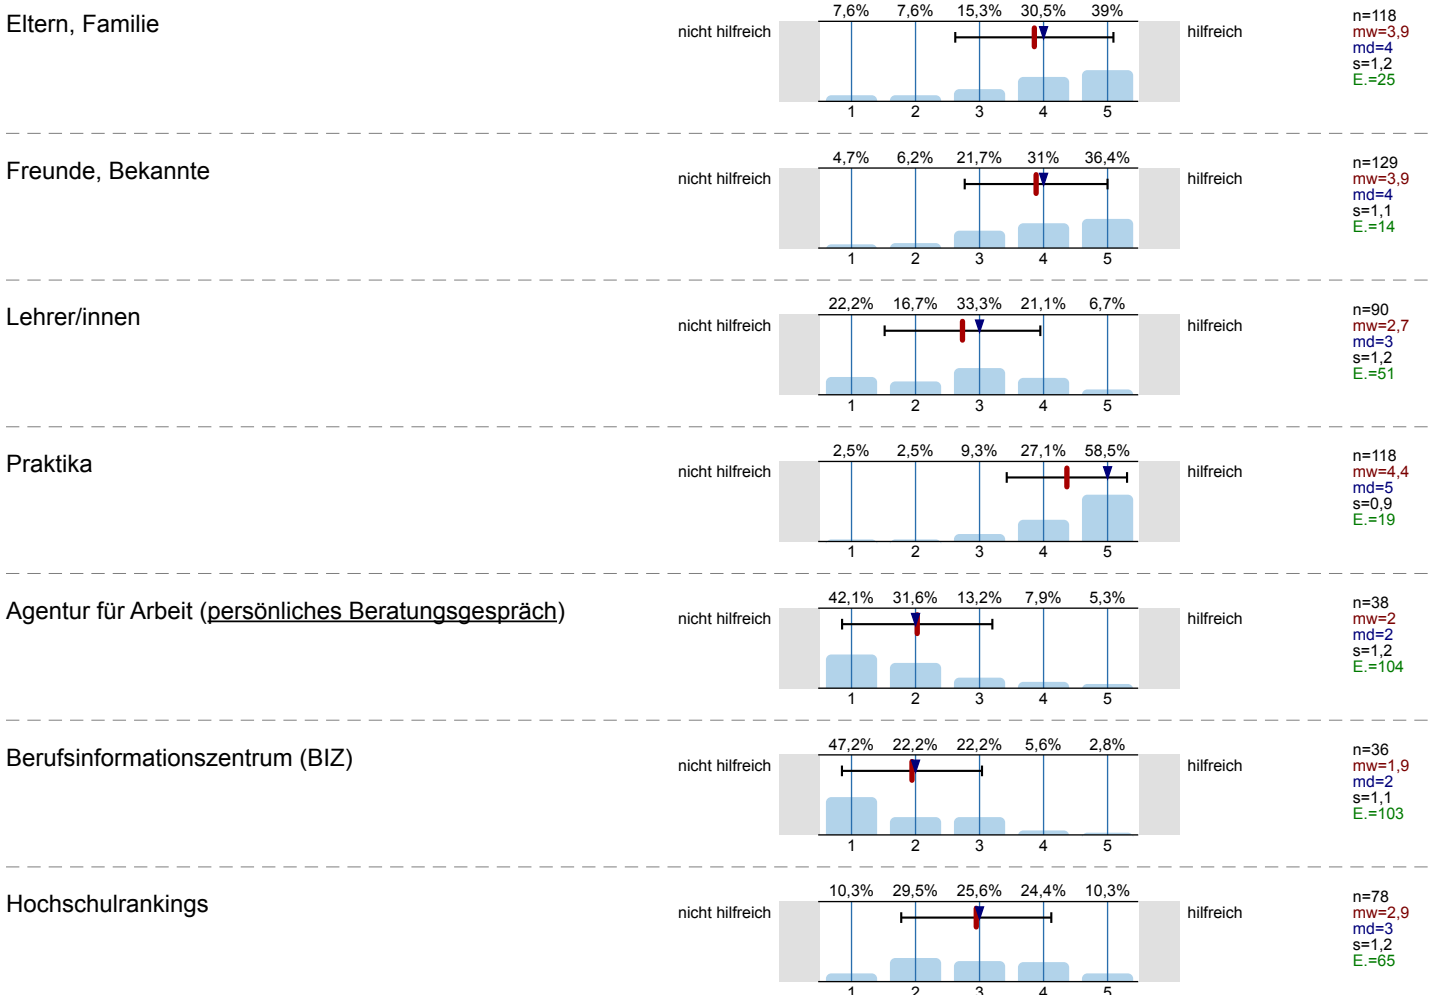 Eltern, Familie
nicht hilfreich
7,6% 7,6% 15,3% 30,5% 39%
1 2 3 4 5
hilfreich
n=118
mw=3,9
md=4
s=1,2
E.=25
Freunde, Bekannte
nicht hilfreich
4,7% 6,2% 21,7% 31% 36,4%
1 2 3 4 5
hilfreich
n=129
mw=3,9
md=4
s=1,1
E.=14
Lehrer/innen
nicht hilfreich
22,2% 16,7% 33,3% 21,1% 6,7%
1 2 3 4 5
hilfreich
n=90
mw=2,7
md=3
s=1,2
E.=51
Praktika
nicht hilfreich
2,5% 2,5% 9,3% 27,1% 58,5%
1 2 3 4 5
hilfreich
n=118
mw=4,4
md=5
s=0,9
E.=19
Agentur für Arbeit (persönliches Beratungsgespräch)
nicht hilfreich
42,1% 31,6% 13,2% 7,9% 5,3%
1 2 3 4 5
hilfreich
n=38
mw=2
md=2
s=1,2
E.=104
Berufsinformationszentrum (BIZ)
nicht hilfreich
47,2% 22,2% 22,2% 5,6% 2,8%
1 2 3 4 5
hilfreich
n=36
mw=1,9
md=2
s=1,1
E.=103
Hochschulrankings
nicht hilfreich
10,3% 29,5% 25,6% 24,4% 10,3%
1 2 3 4 5
hilfreich
n=78
mw=2,9
md=3
s=1,2
E.=65